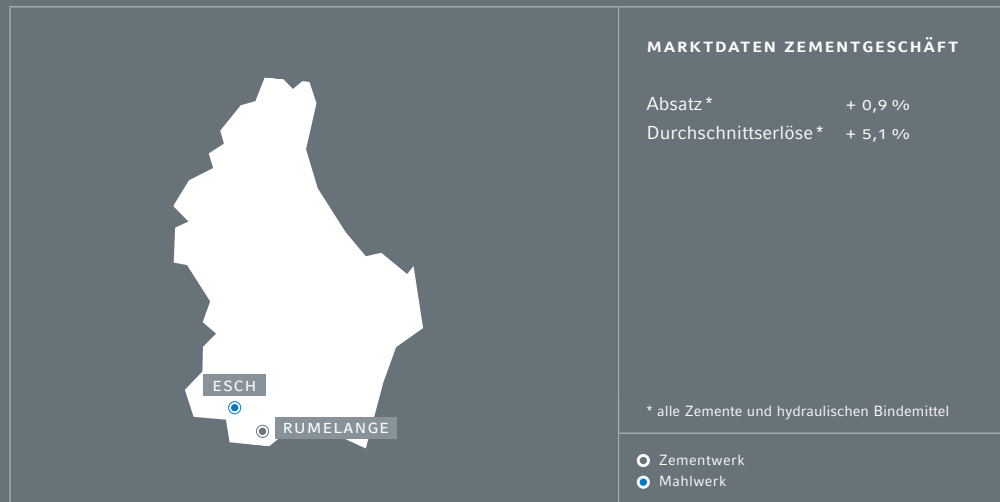 ESCH
RUMELANGE
MARKTDATEN ZEMENTGESCHÄFT
Absatz * + 0,9 %
Durchschnittserlöse * + 5,1 %
* alle Zemente und hydraulischen Bindemittel
Zementwerk
Mahlwerk